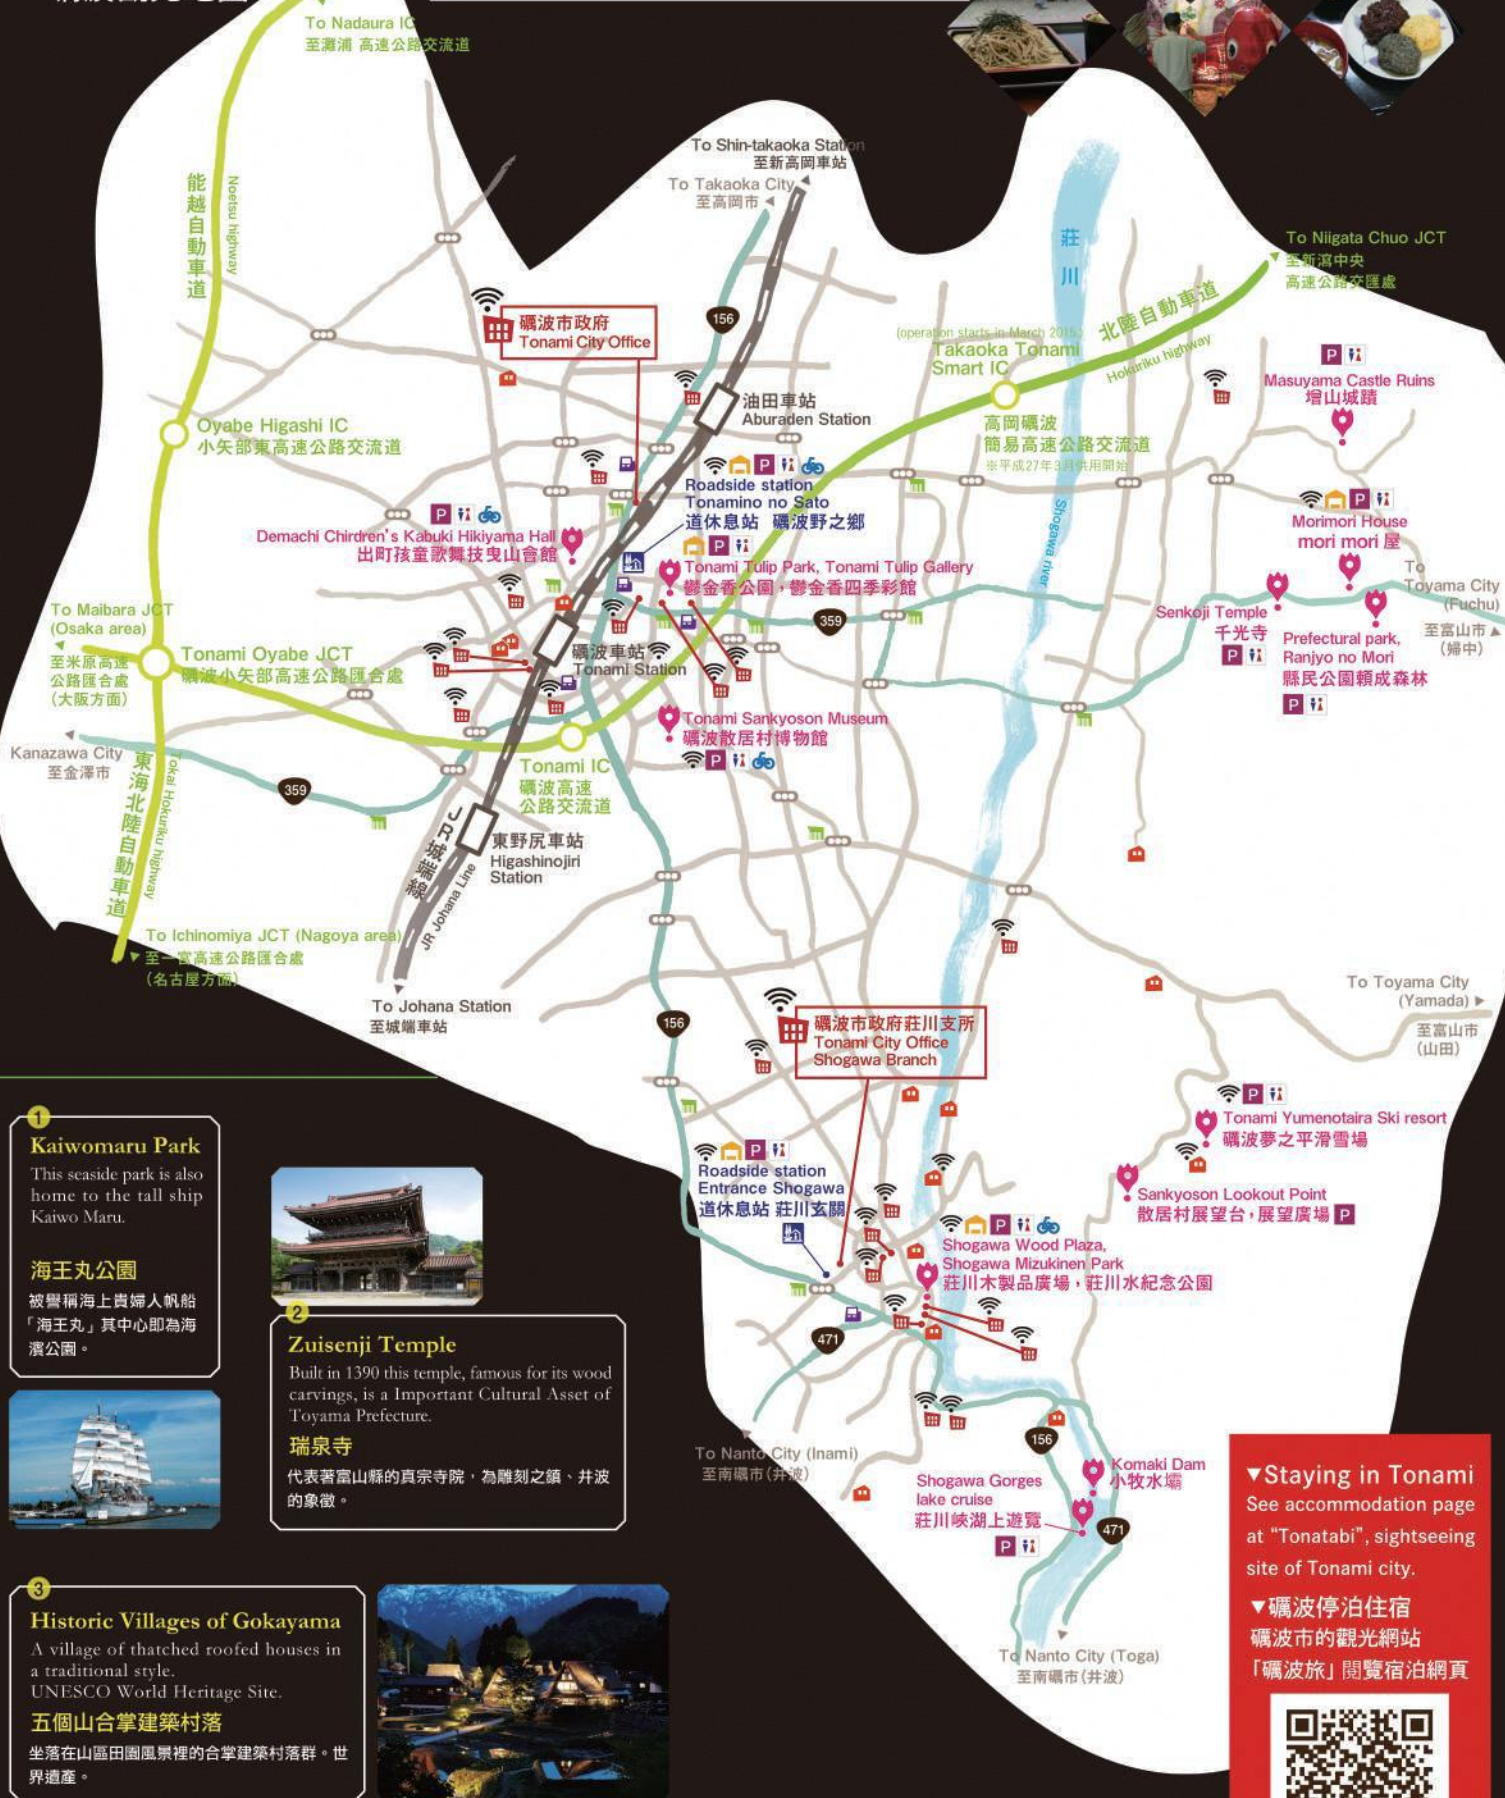 To Nadaura IC
至灘浦 高速公路交流道
To Shin-takaoka Station
至新高岡車站
To Takaoka City
至高岡市
能越自動車道
Noetsu highway
莊川
To Niigata Chuo JCT
至新瀉中央
高速公路交匯處
北陸自動車道
Hokuriku highway
礪波市政府
Tonami City Office
156
(operation starts in March 2015.)
Takaoka Tonami
Smart IC
高岡礪波
簡易高速公路交流道
※平成27年3月供用開始
P
Masuyama Castle Ruins
增山城蹟
油田車站
Aburaden Station
Oyabe Higashi IC
小矢部東高速公路交流道
P
Roadside station
Tonamino no Sato
道休息站 礪波野之鄉
P
Demachi Chirdren's Kabuki Hikiyama Hall
出町孩童歌舞技曳山會館
P
Tonami Tulip Park, Tonami Tulip Gallery
鬱金香公園，鬱金香四季彩館
Shogawa river
P
Morimori House
mori mori 屋
To
Toyama City
(Fuchu)
至富山市
(婦中)
Senkoji Temple
千光寺
P
Prefectural park,
Ranjyo no Mori
縣民公園賴成森林
P
359
To Maibara JCT
(Osaka area)
至米原高速
公路匯合處
(大阪方面)
Tonami Oyabe JCT
礪波小矢部高速公路匯合處
礪波車站
Tonami Station
Tonami Sankyoson Museum
礪波散居村博物館
P
Kanazawa City
至金澤市
359
東海北陸自動車道
Tokai Hokuriku highway
Tonami IC
礪波高速
公路交流道
東野尻車站
Higashinojiri
Station
JR城端線
JR Johana Line
To Ichinomiya JCT (Nagoya area)
至一宮高速公路匯合處
(名古屋方面)
To Johana Station
至城端車站
To Toyama City
(Yamada)
至富山市
(山田)
156
礪波市政府莊川支所
Tonami City Office
Shogawa Branch
P
Tonami Yumenotaira Ski resort
礪波夢之平滑雪場
Sankyoson Lookout Point
散居村展望台，展望廣場 P
P
Roadside station
Entrance Shogawa
道休息站 莊川玄關
P
Shogawa Wood Plaza,
Shogawa Mizukinen Park
莊川木製品廣場，莊川水紀念公園
471
To Nanto City (Inami)
至南礪市(井波)
156
Komaki Dam
小牧水壩
Shogawa Gorges
lake cruise
莊川峽湖上遊覽
P
471
To Nanto City (Toga)
至南礪市(井波)
1
Kaiwomaru Park
This seaside park is also
home to the tall ship
Kaiwo Maru.
海王丸公園
被譽稱海上貴婦人帆船
「海王丸」其中心即為海
濱公園。
2
Zuisenji Temple
Built in 1390 this temple, famous for its wood
carvings, is a Important Cultural Asset of
Toyama Prefecture.
瑞泉寺
代表著富山縣的真宗寺院，為雕刻之鎮、井波
的象徵。
3
Historic Villages of Gokayama
A village of thatched roofed houses in
a traditional style.
UNESCO World Heritage Site.
五個山合掌建築村落
坐落在山區田園風景裡的合掌建築村落群。世
界遺產。
▼Staying in Tonami
See accommodation page
at “Tonatabi”, sightseeing
site of Tonami city.
▼礪波停泊住宿
礪波市的觀光網站
「礪波旅」閱覽宿泊網頁